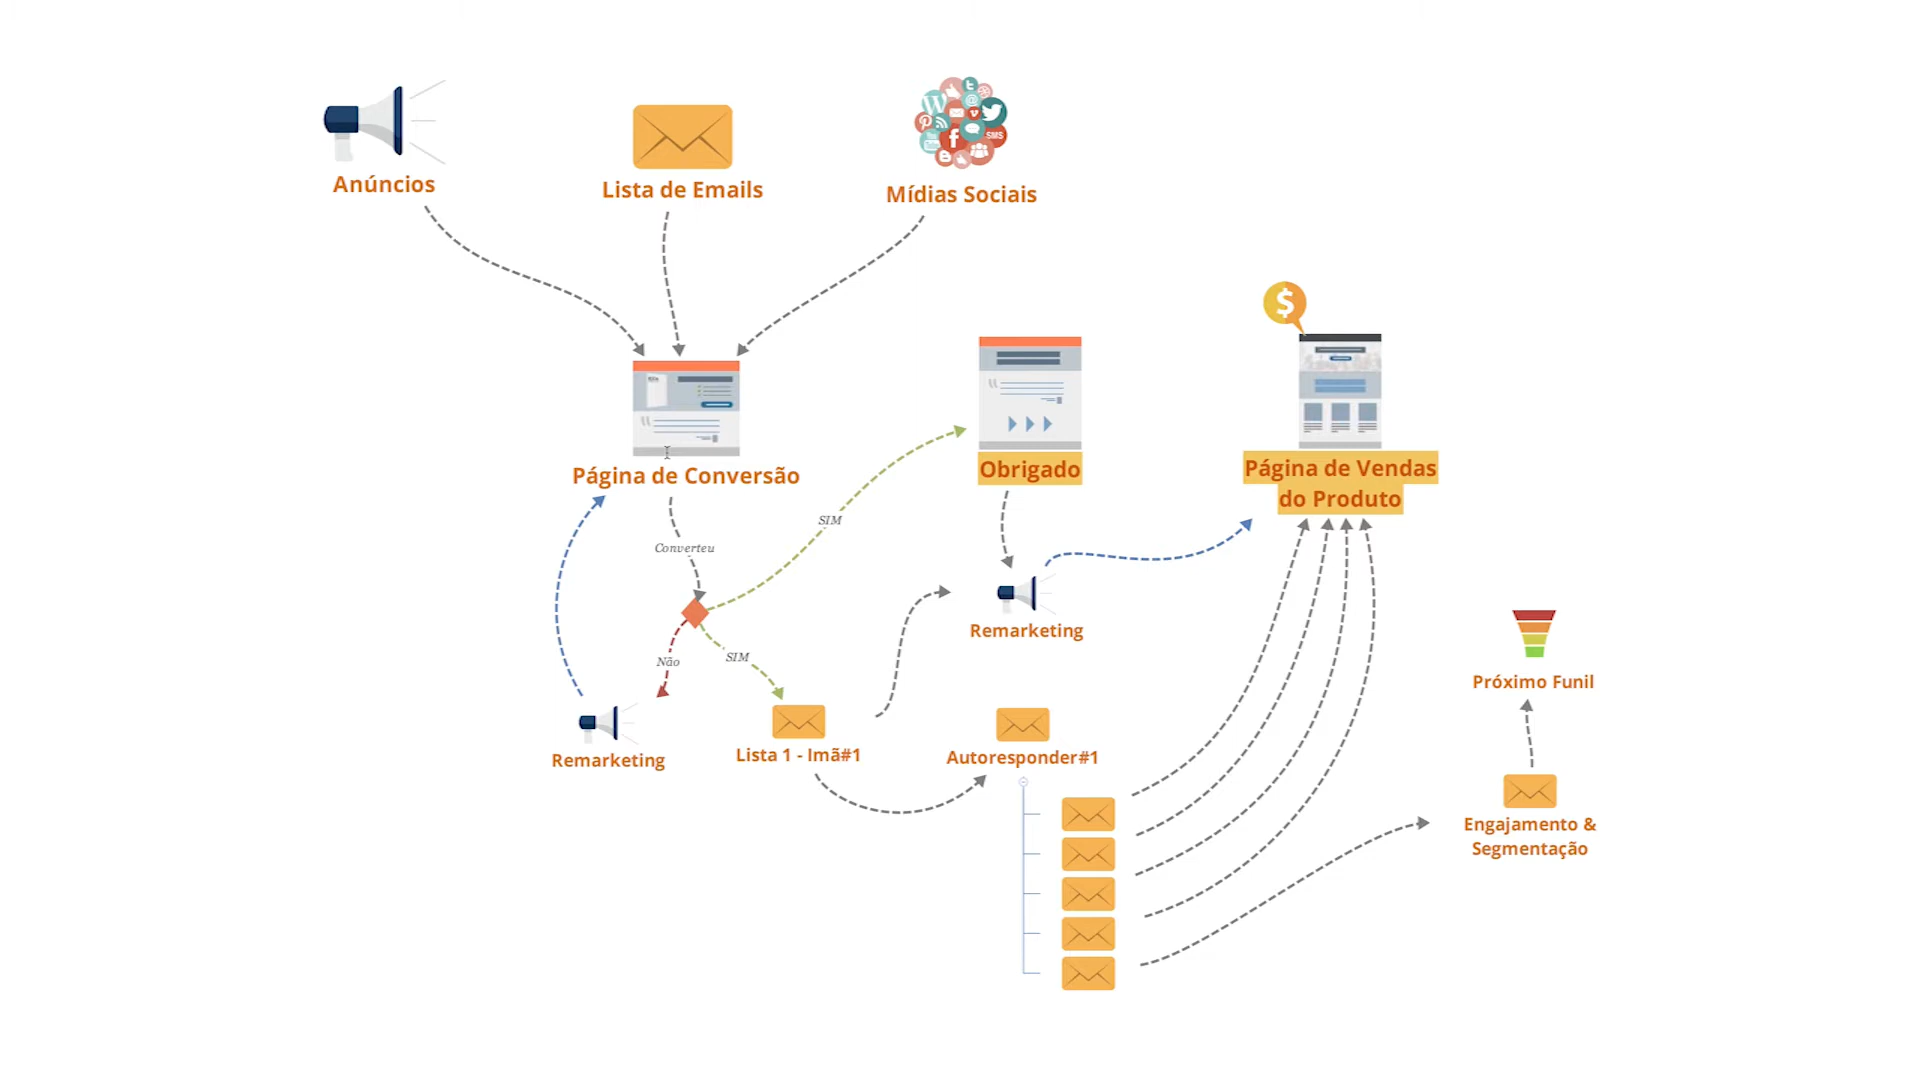 Anúncios
Lista de Emails
Mídias Sociais
SMS
Página de Conversão
Obrigado
Página de Vendas
do Produto
SIM
Converteu
Remarketing
Não
SIM
Próximo Funil
Remarketing
Lista 1 - Imã#1
Autoresponder#1
Engajamento &
Segmentação